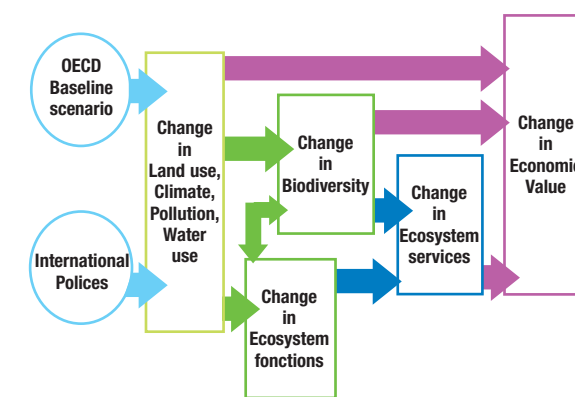 OECD
Baseline
scenario
International
Polices
Change
in
Land use,
Climate,
Pollution,
Water
use
Change
in
Biodiversity
Change
in
Ecosystem
fonctions
Change
in
Ecosystem
services
Change
in
Economic
Value